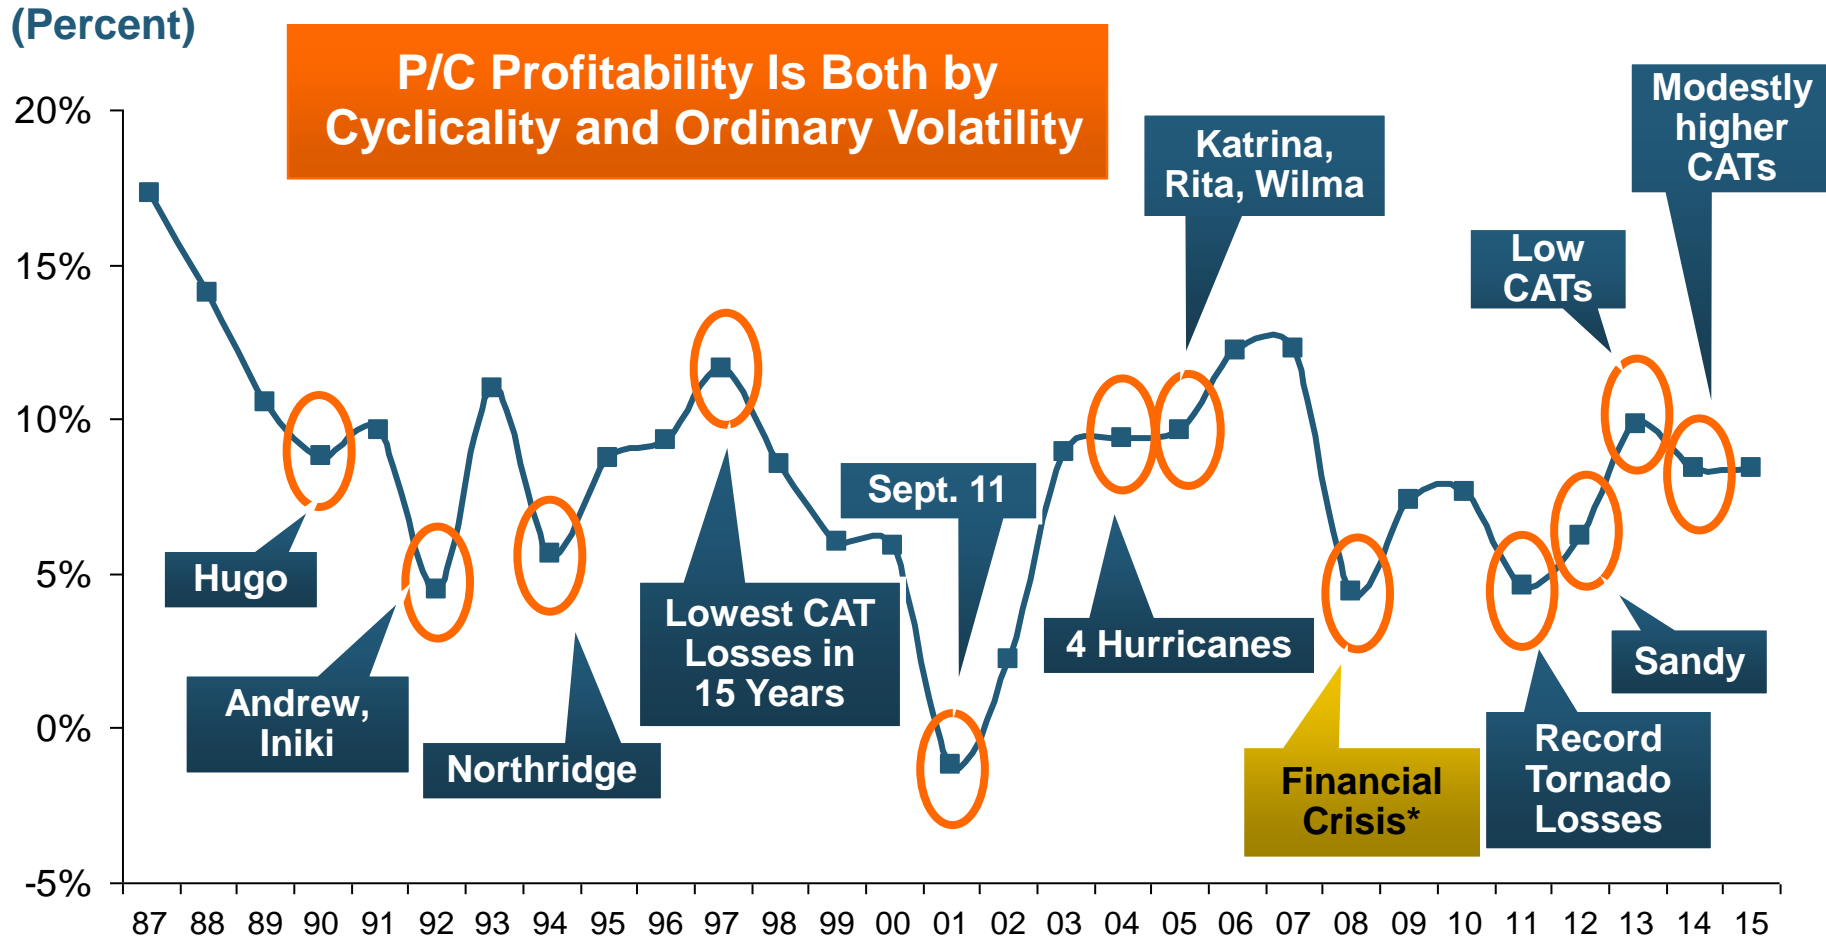 (Percent)
P/C Profitability Is Both by
Cyclicality and Ordinary Volatility
20%
15%
10%
5%
0%
-5%
Hugo
Andrew,
Iniki
Northridge
Lowest CAT
Losses in
15 Years
Sept. 11
4 Hurricanes
Katrina,
Rita, Wilma
Financial
Crisis*
Record
Tornado
Losses
Sandy
Low
CATs
Modestly
higher
CATs
87 88 89 90 91 92 93 94 95 96 97 98 99 00 01 02 03 04 05 06 07 08 09 10 11 12 13 14 15